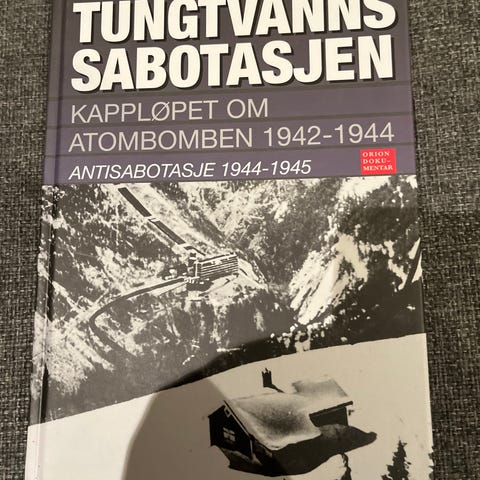 TUNGTVANNS
SABOTASJEN
KAPPLØPET OM
ATOMBOMBEN 1942-1944
ANTISABOTASJE 1944-1945
ORION
DOKU-
MENTAR